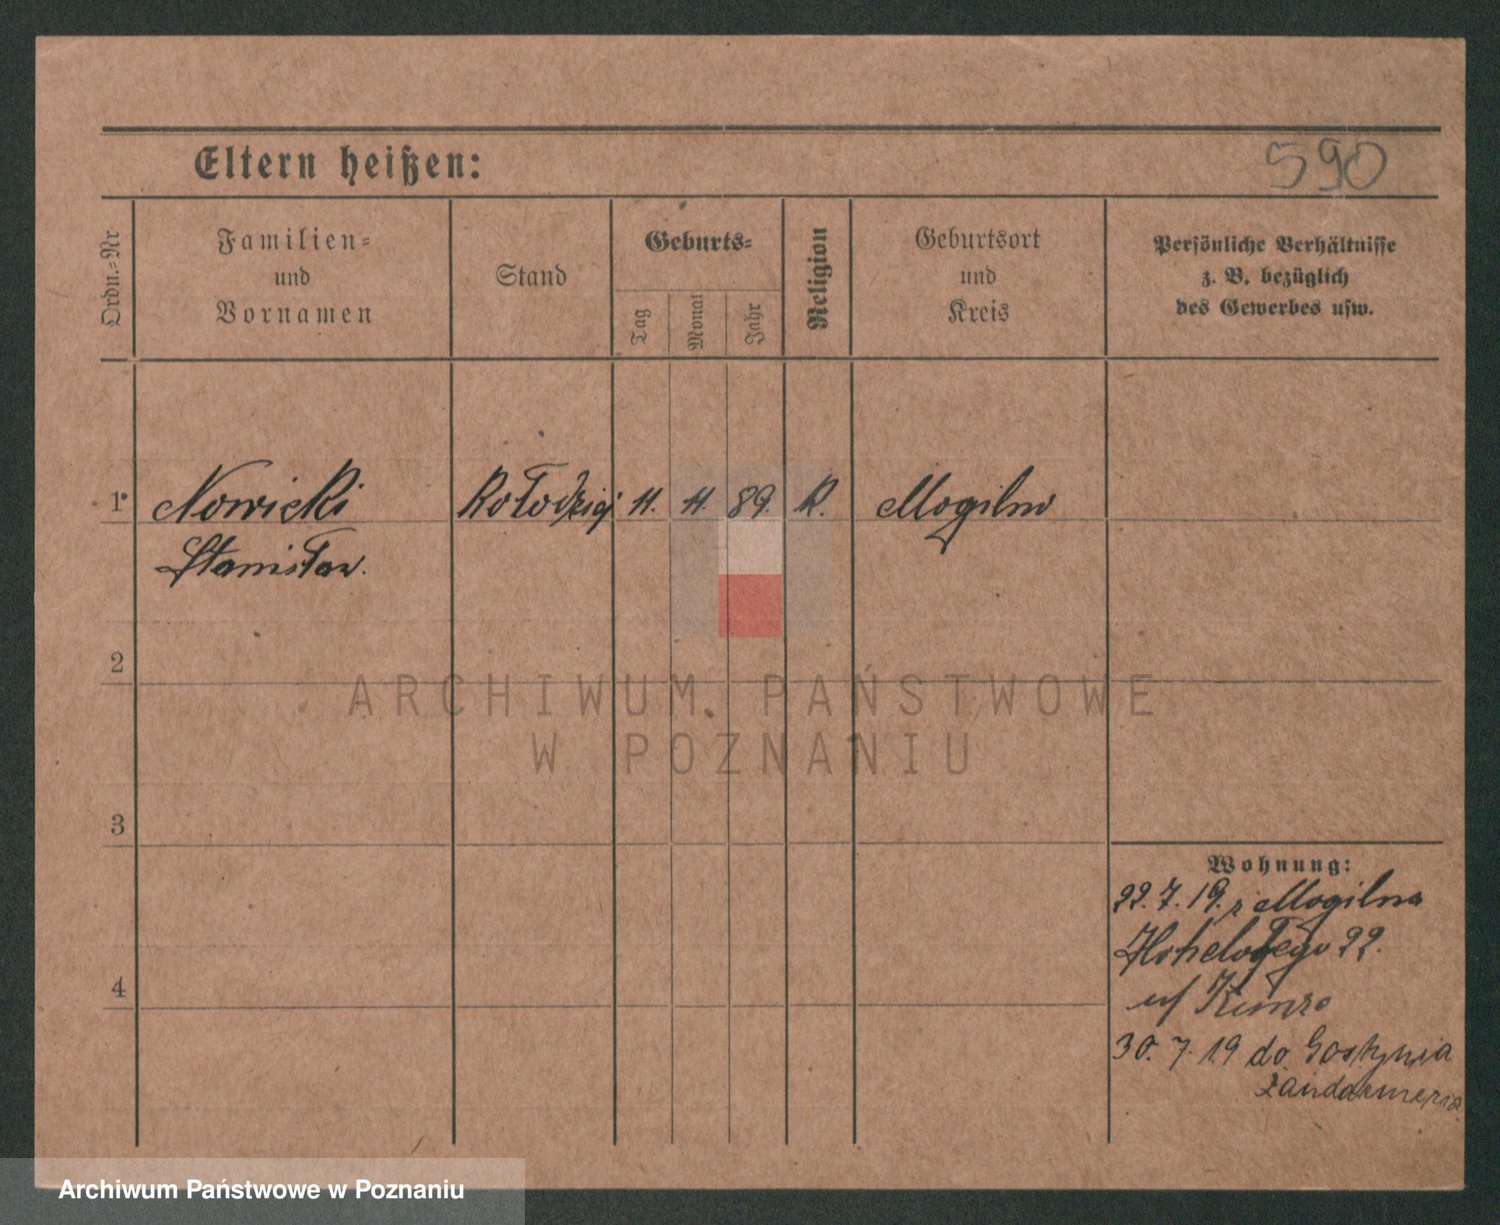 Eltern heißen:
590
Ordn.-Nr
Familien-
und
Vornamen
Stand
Geburts-
Tag
Monat
Jahr
Religion
Geburtsort
und
Kreis
Persönliche Verhältnisse
z. B. bezüglich
des Gewerbes usw.
1 Nowicki Kołodziej 11. 11. 89. K. Mogilno
Stanisław.
2
ARCHIWUM PAŃSTWOWE
W POZNANIU
3
Wohnung:
22. 7. 19. z Mogilna
22.
4
30. 7. 19 do Gostynia
Żandarmeria
Archiwum Państwowe w Poznaniu